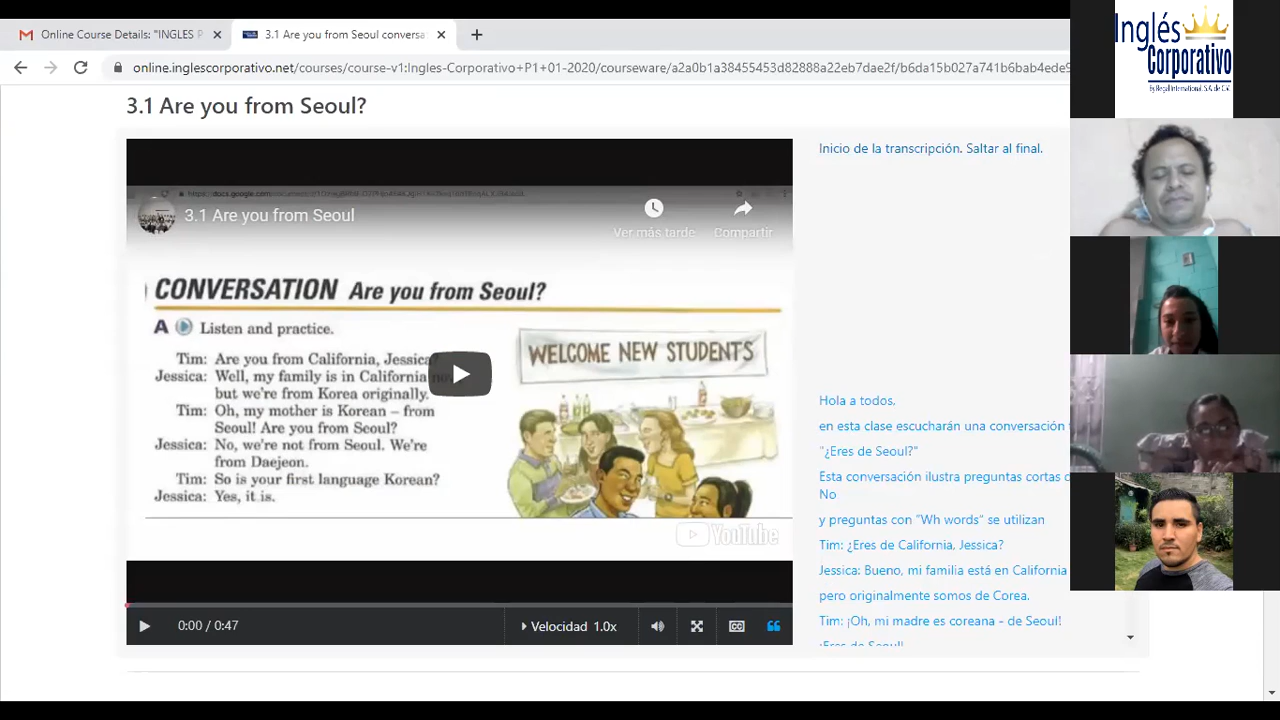 Online Course Details: "INGLES P
3.1 Are you from Seoul conversa
online.inglescorporativo.net/courses/course-v1:Ingles-Corporativo+P1+01-2020/courseware/a2a0b1a38455453d82888a22eb7dae2f/b6da15b027a741b6bab4ede9
Inglés
Corporativo
By Regal International, S.A. de C.V.
3.1 Are you from Seoul?
Inicio de la transcripción. Saltar al final.
3.1 Are you from Seoul
Ver más tarde
Compartir
CONVERSATION Are you from Seoul?
A Listen and practice.
Tim: Are you from California, Jessica?
Jessica: Well, my family is in California
but we're from Korea originally.
Tim: Oh, my mother is Korean – from
Seoul! Are you from Seoul?
Jessica: No, we're not from Seoul. We're
from Daejeon.
Tim: So is your first language Korean?
Jessica: Yes, it is.
WELCOME NEW STUDENTS
YouTube
0:00 / 0:47
Velocidad 1.0x
Hola a todos,
en esta clase escucharán una conversación
"¿Eres de Seoul?"
Esta conversación ilustra preguntas cortas
No
y preguntas con "Wh words" se utilizan
Tim: ¿Eres de California, Jessica?
Jessica: Bueno, mi familia está en California
pero originalmente somos de Corea.
Tim: ¡Oh, mi madre es coreana - de Seoul!
¿Eres de Seoul?